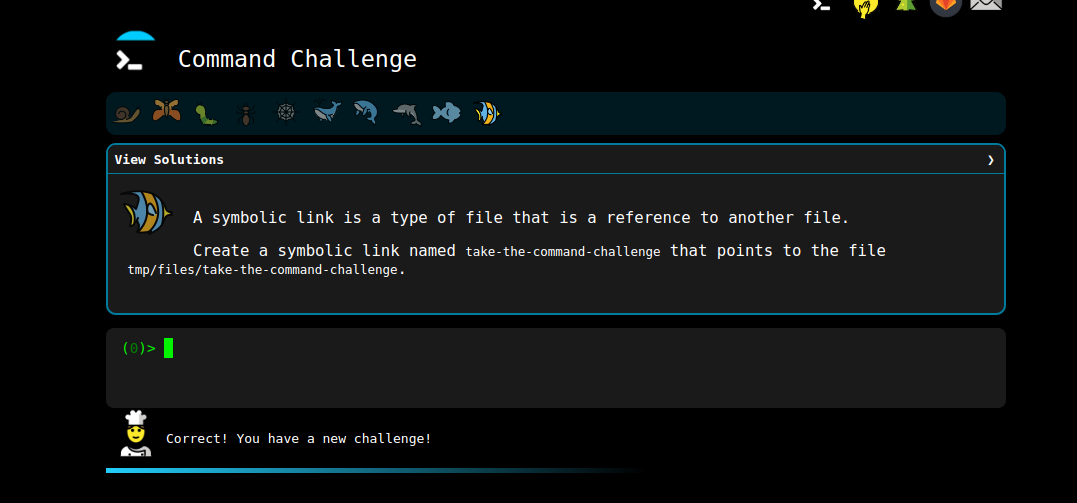 Command Challenge
View Solutions ❯
A symbolic link is a type of file that is a reference to another file.
Create a symbolic link named take-the-command-challenge that points to the file
tmp/files/take-the-command-challenge.
(0)>
Correct! You have a new challenge!